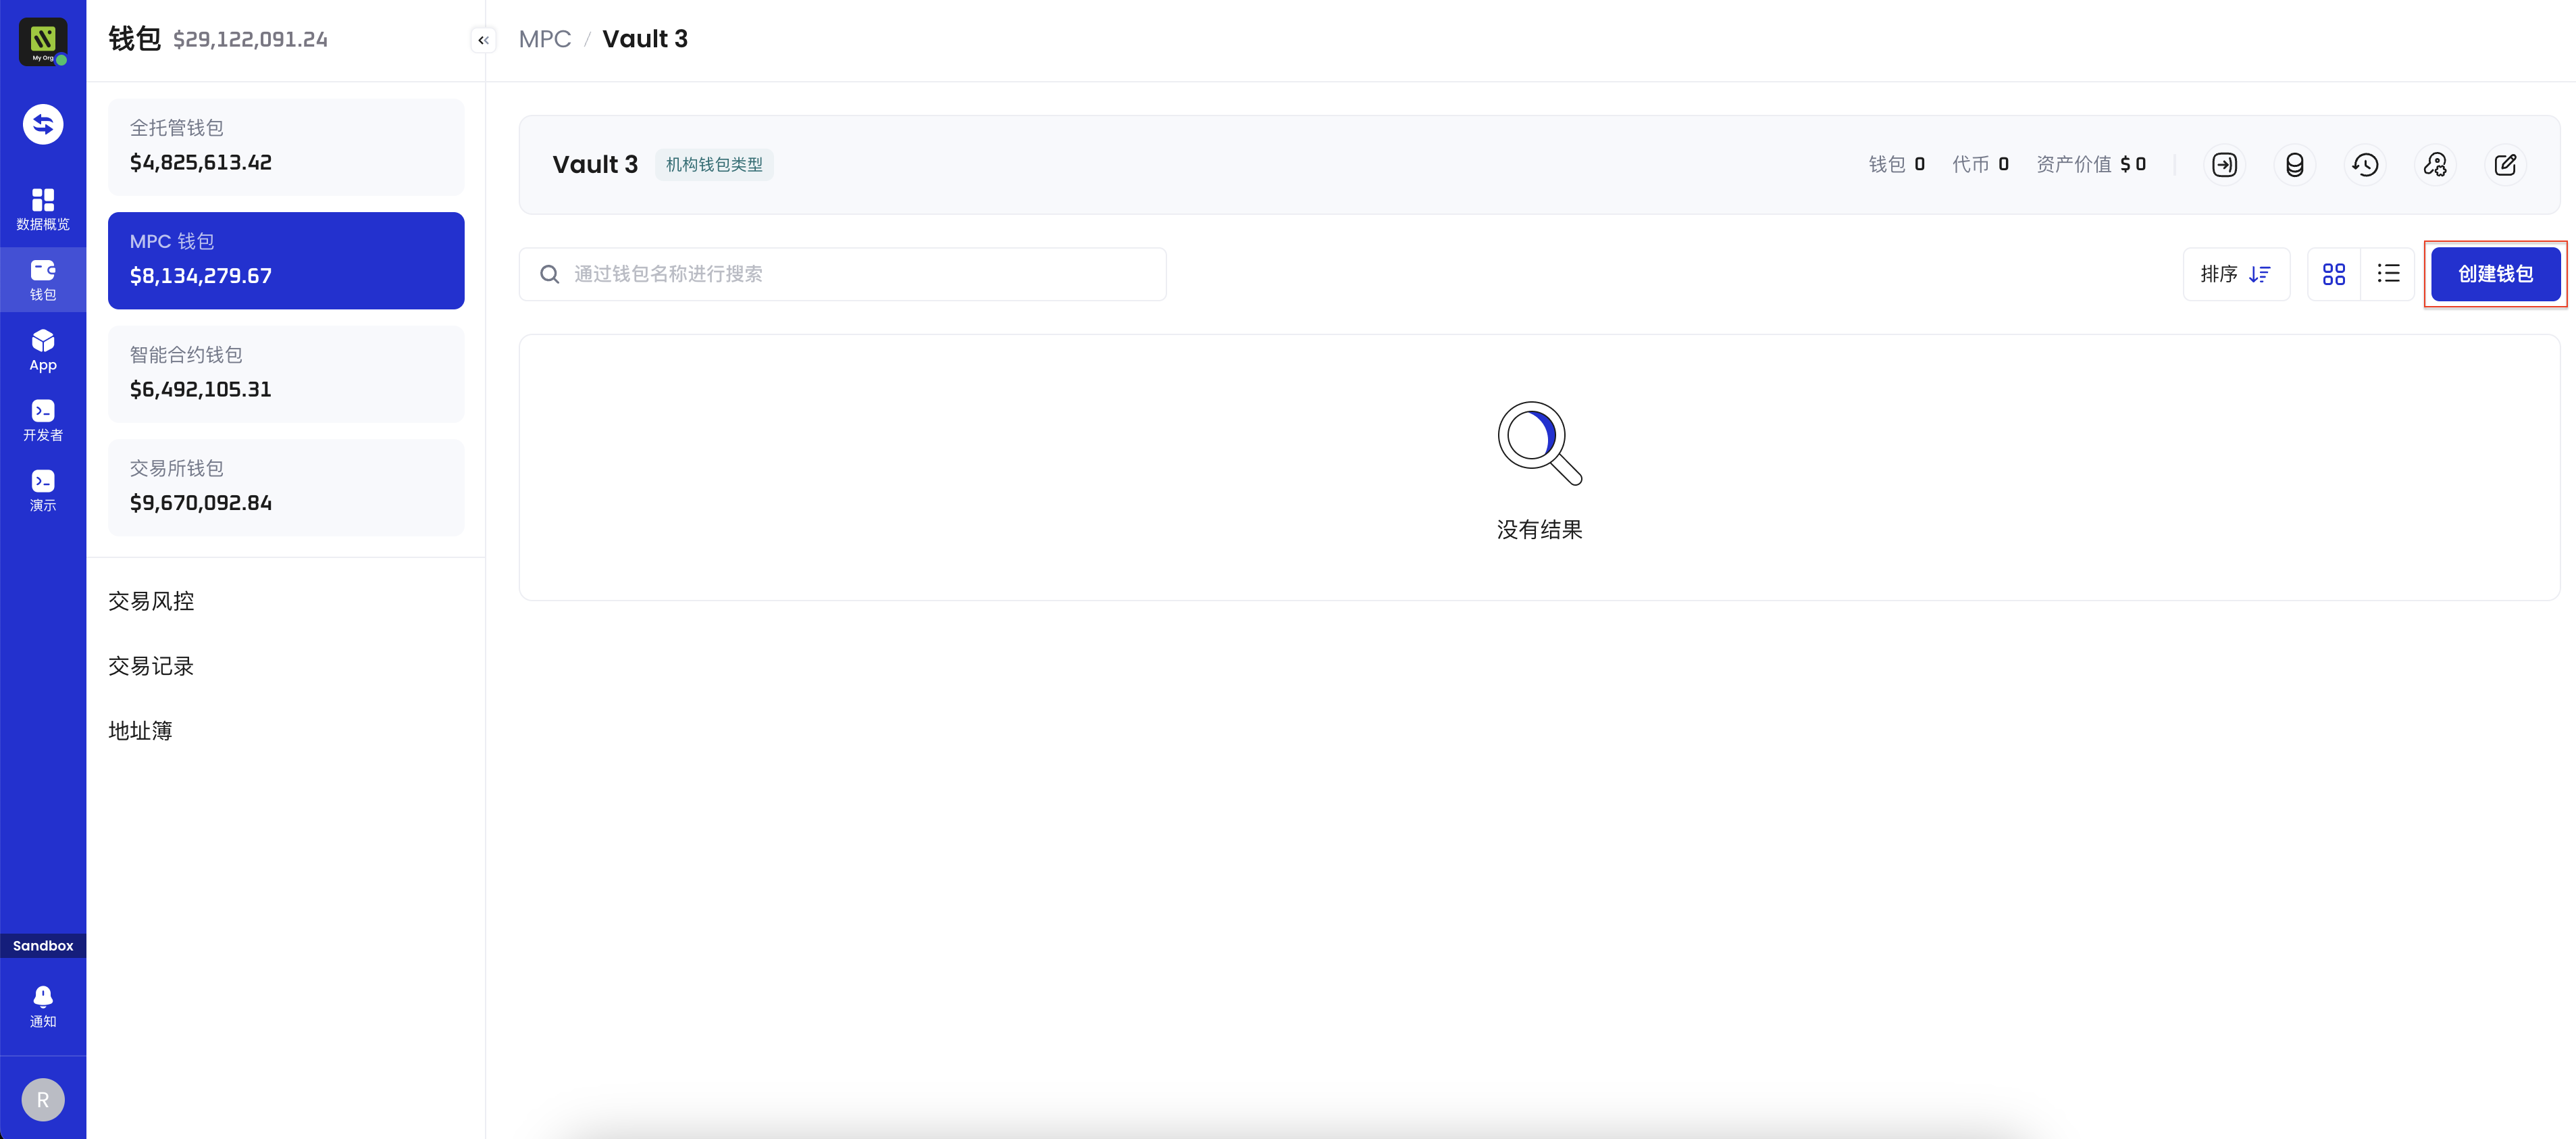 My Org
数据概览
钱包
App
开发者
演示
Sandbox
通知
R
钱包 $29,122,091.24
全托管钱包
$4,825,613.42
MPC 钱包
$8,134,279.67
智能合约钱包
$6,492,105.31
交易所钱包
$9,670,092.84
交易风控
交易记录
地址簿
MPC / Vault 3
Vault 3 机构钱包类型 钱包 0 代币 0 资产价值 $ 0
通过钱包名称进行搜索 排序 创建钱包
没有结果